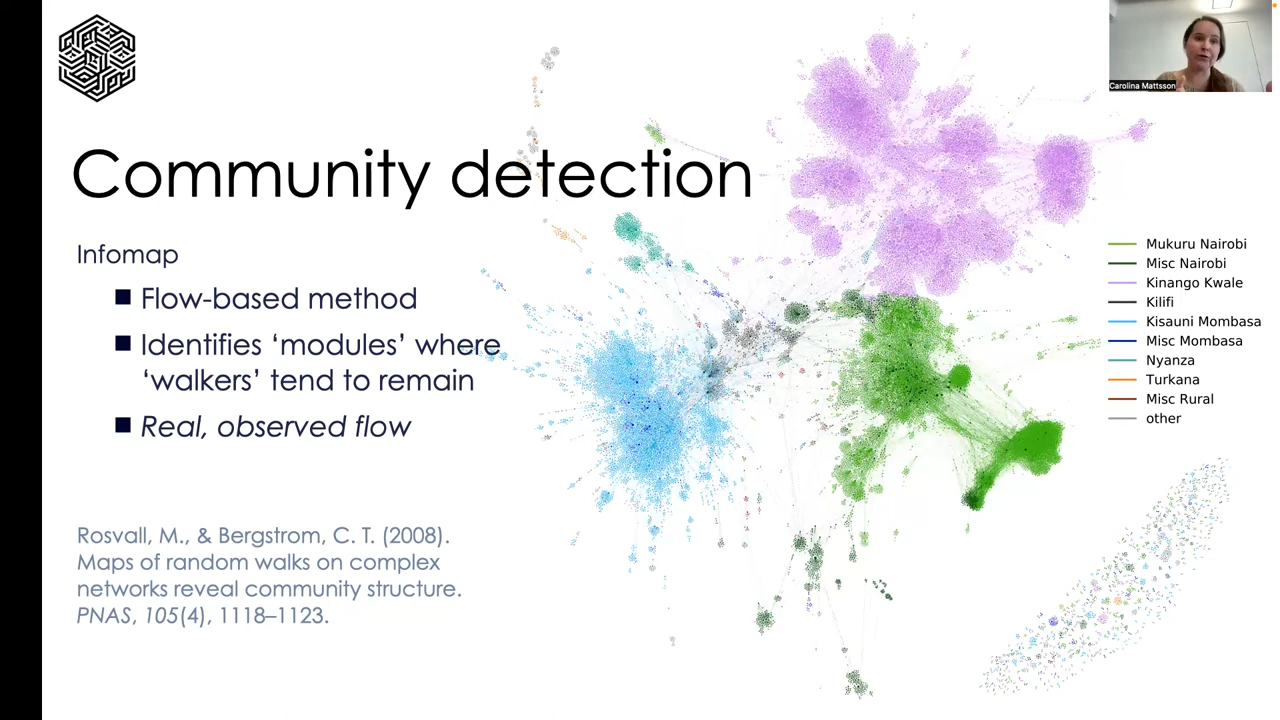 Carolina Mattsson
Community detection
Infomap
■ Flow-based method
■ Identifies ‘modules’ where
‘walkers’ tend to remain
■ Real, observed flow
Rosvall, M., & Bergstrom, C. T. (2008).
Maps of random walks on complex
networks reveal community structure.
PNAS, 105(4), 1118–1123.
Mukuru Nairobi
Misc Nairobi
Kinango Kwale
Kilifi
Kisauni Mombasa
Misc Mombasa
Nyanza
Turkana
Misc Rural
other